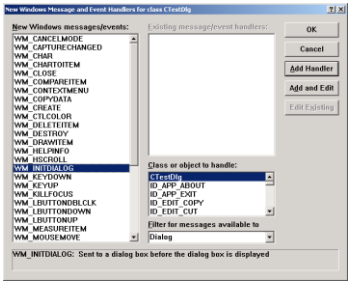 New Windows Message and Event Handlers for class CTestDlg
New Windows messages/events:
WM_CANCELMODE
WM_CAPTURECHANGED
WM_CHAR
WM_CHARTOITEM
WM_CLOSE
WM_COMPAREITEM
WM_CONTEXTMENU
WM_COPYDATA
WM_CREATE
WM_CTLCOLOR
WM_DELETEITEM
WM_DESTROY
WM_DRAWITEM
WM_HELPINFO
WM_HSCROLL
WM_INITDIALOG
WM_KEYDOWN
WM_KEYUP
WM_KILLFOCUS
WM_LBUTTONDBLCLK
WM_LBUTTONDOWN
WM_LBUTTONUP
WM_MEASUREITEM
WM_MOUSEMOVE
Existing message/event handlers:
Class or object to handle:
CTestDlg
ID_APP_ABOUT
ID_APP_EXIT
ID_EDIT_COPY
ID_EDIT_CUT
Filter for messages available to
Dialog
OK
Cancel
Add Handler
Add and Edit
Edit Existing
WM_INITDIALOG: Sent to a dialog box before the dialog box is displayed